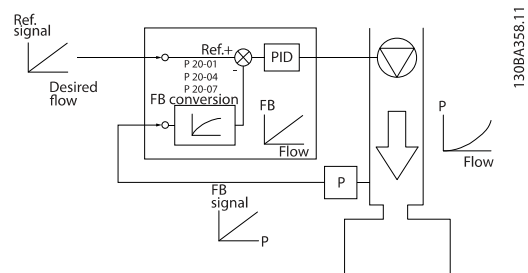 Ref.
signal
Desired
flow
Ref.+
-
P 20-01
P 20-04
P 20-07
FB conversion
PID
FB
Flow
P
Flow
P
FB
signal
P
130BA358.11